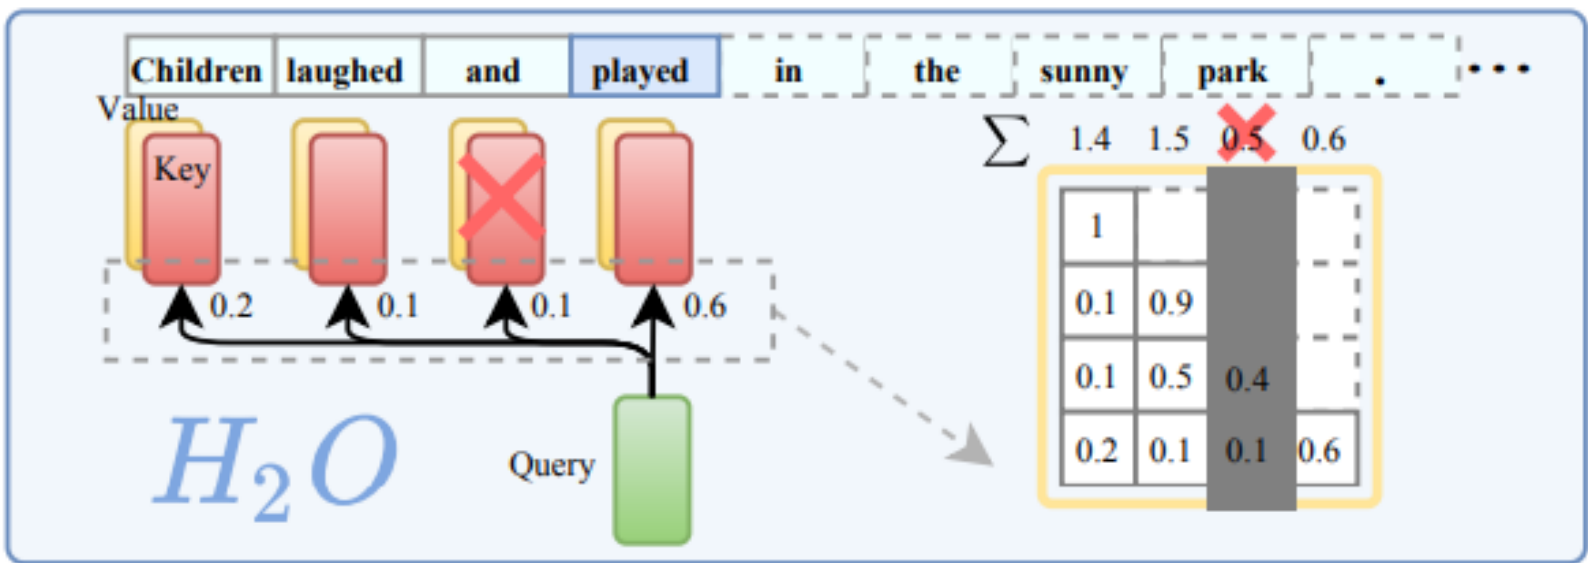 Children laughed and played in the sunny park . ...
Value
∑ 1.4 1.5 0.5 0.6
Key
1
0.2 0.1 0.1 0.6
0.1 0.9
0.1 0.5 0.4
H₂O
Query
0.2 0.1 0.1 0.6